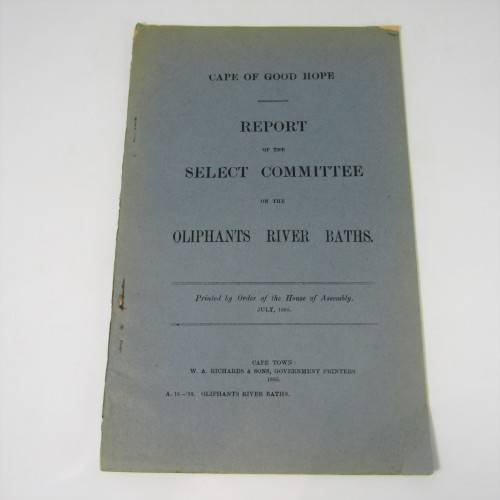 CAPE OF GOOD HOPE
REPORT
OF THE
SELECT COMMITTEE
ON THE
OLIPHANTS RIVER BATHS.
Printed by Order of the House of Assembly.
JULY,
CAPE TOWN:
W. A. RICHARDS & SONS, GOVERNMENT PRINTERS
OLIPHANTS RIVER BATHS.